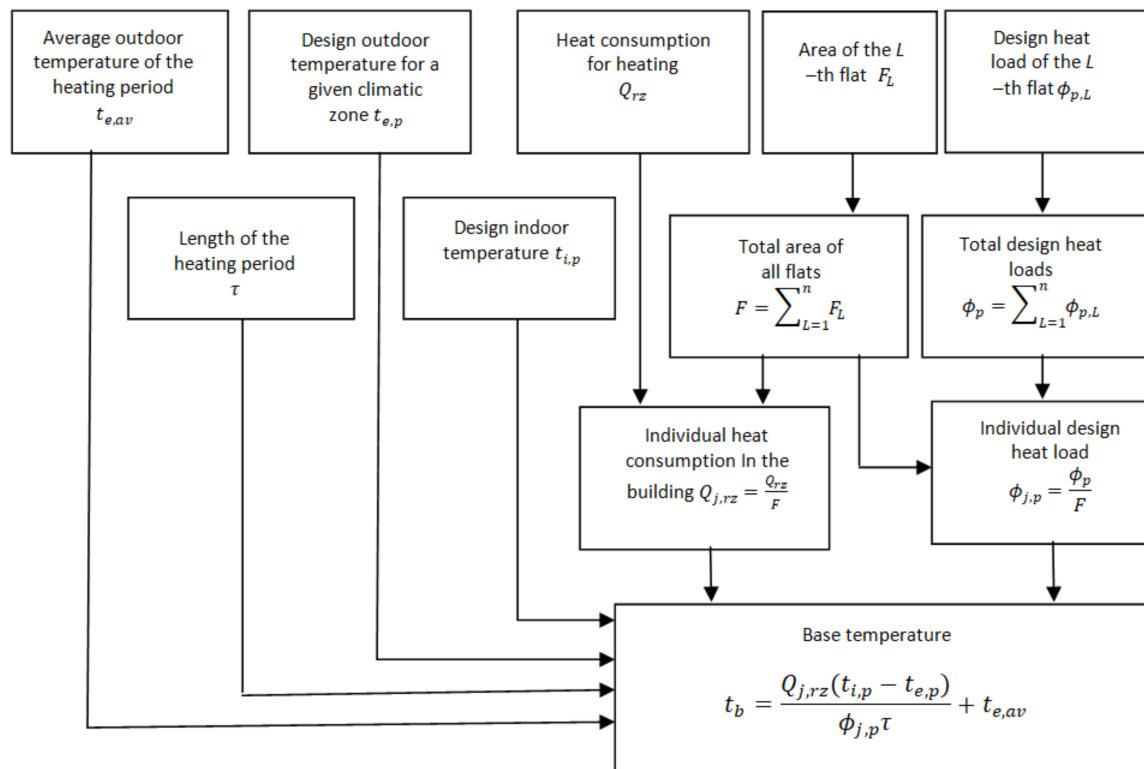 Average outdoor
temperature of the
heating period
t_{e,av}
Design outdoor
temperature for a
given climatic
zone t_{e,p}
Heat consumption
for heating
Q_{rz}
Area of the L
−th flat F_L
Design heat
load of the L
−th flat ϕ_{p,L}
Length of the
heating period
τ
Design indoor
temperature t_{i,p}
Total area of
all flats
F = ∑_{L=1}^{n} F_L
Total design heat
loads
ϕ_p = ∑_{L=1}^{n} ϕ_{p,L}
Individual heat
consumption In the
building Q_{j,rz} = \frac{Q_{rz}}{F}
Individual design
heat load
ϕ_{j,p} = \frac{ϕ_p}{F}
Base temperature
t_b = \frac{Q_{j,rz}(t_{i,p} − t_{e,p})}{ϕ_{j,p}τ} + t_{e,av}